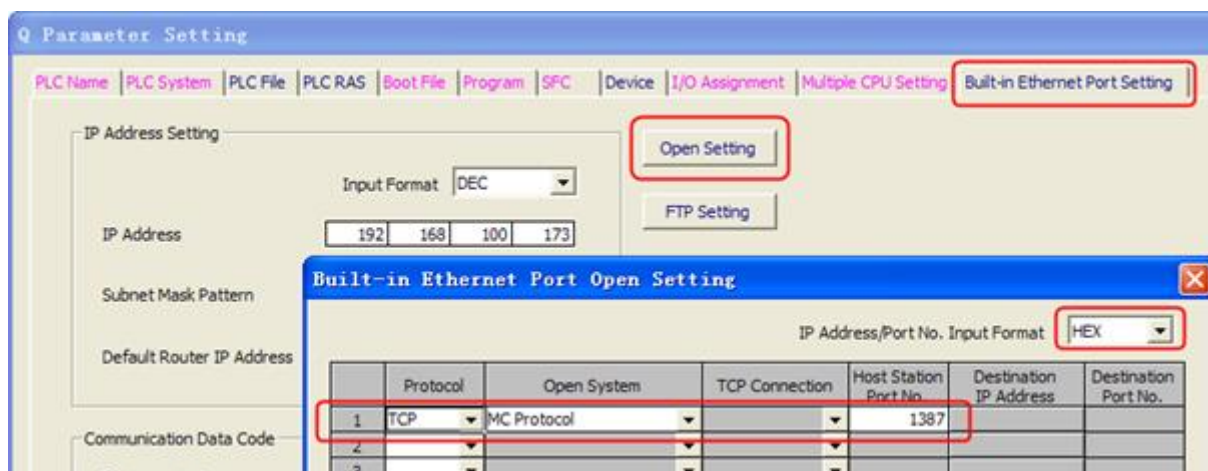 Q Parameter Setting
PLC Name PLC System PLC File PLC RAS Boot File Program SFC Device I/O Assignment Multiple CPU Setting Built-in Ethernet Port Setting
IP Address Setting
Open Setting
Input Format DEC
FTP Setting
IP Address 192 168 100 173
Built-in Ethernet Port Open Setting
Subnet Mask Pattern
IP Address/Port No. Input Format HEX
Default Router IP Address
Protocol Open System TCP Connection Host Station Port No. Destination IP Address Destination Port No.
1 TCP MC Protocol 1387
Communication Data Code
2
3